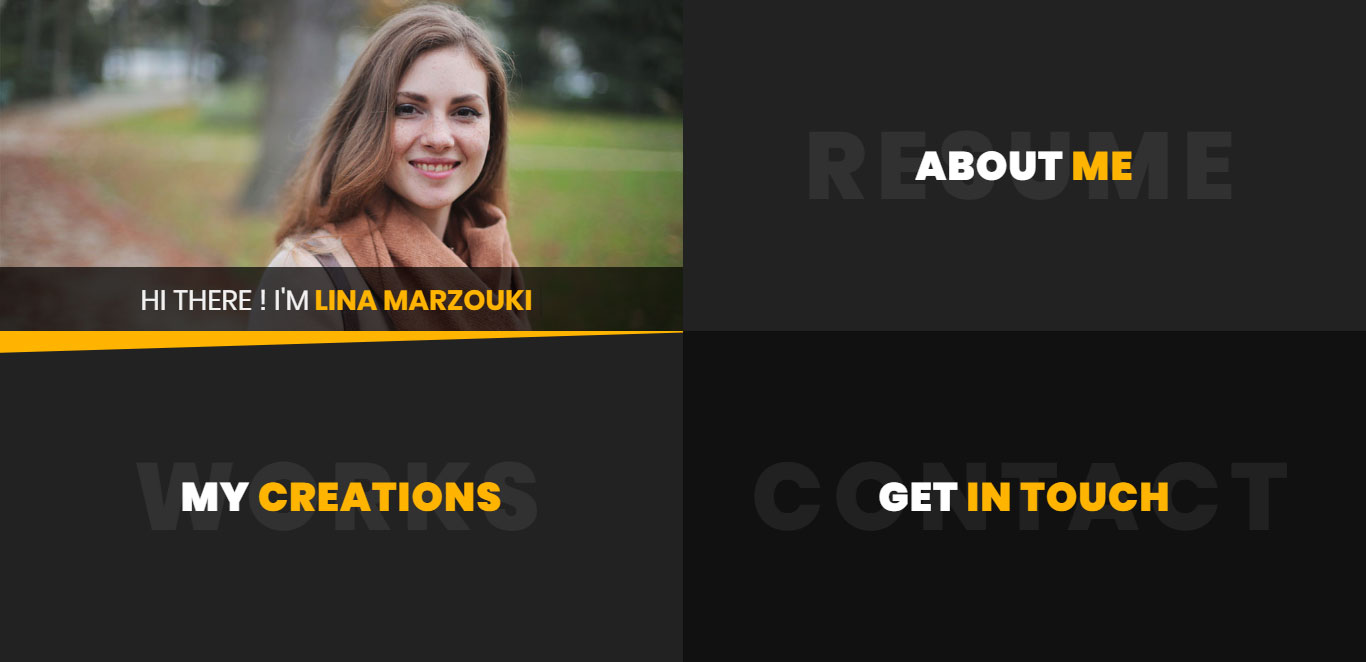 HI THERE ! I'M LINA MARZOUKI
RESUME
ABOUT ME
WORKS
MY CREATIONS
CONTACT
GET IN TOUCH